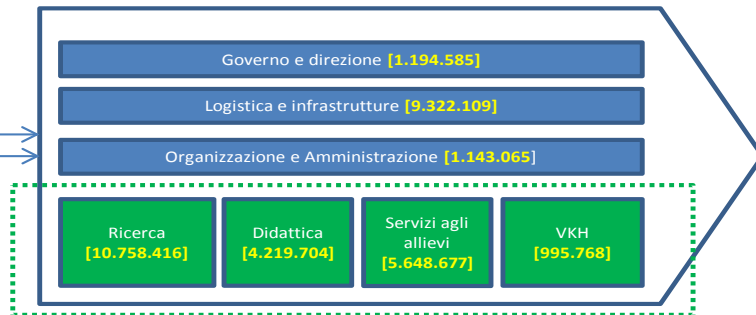 Governo e direzione [1.194.585]
Logistica e infrastrutture [9.322.109]
Organizzazione e Amministrazione [1.143.065]
Ricerca
[10.758.416]
Didattica
[4.219.704]
Servizi agli
allievi
[5.648.677]
VKH
[995.768]